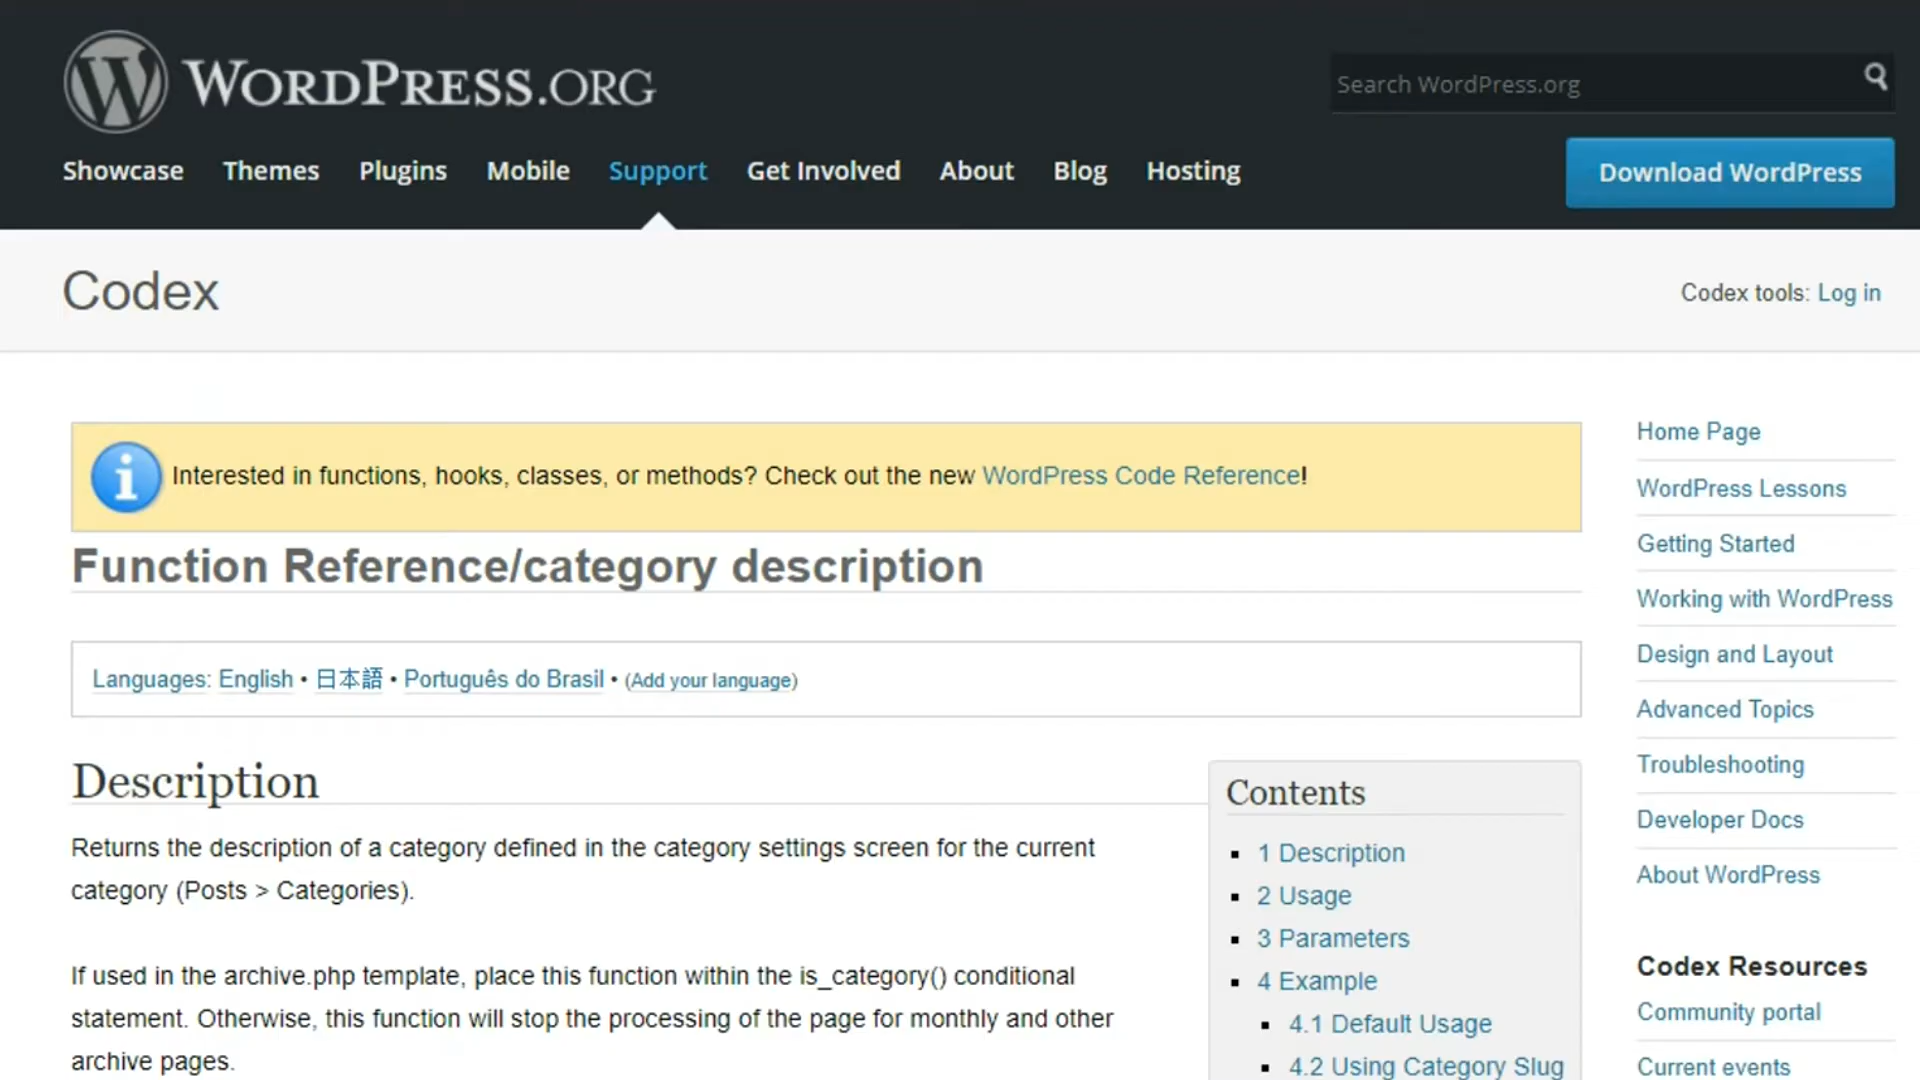 WORDPRESS.ORG
Search WordPress.org
Showcase Themes Plugins Mobile Support Get Involved About Blog Hosting
Download WordPress
Codex
Codex tools: Log in
Interested in functions, hooks, classes, or methods? Check out the new WordPress Code Reference!
Function Reference/category description
Languages: English • 日本語 • Português do Brasil • (Add your language)
Description
Returns the description of a category defined in the category settings screen for the current
category (Posts > Categories).
If used in the archive.php template, place this function within the is_category() conditional
statement. Otherwise, this function will stop the processing of the page for monthly and other
archive pages.
Contents
1 Description
2 Usage
3 Parameters
4 Example
4.1 Default Usage
4.2 Using Category Slug
Home Page
WordPress Lessons
Getting Started
Working with WordPress
Design and Layout
Advanced Topics
Troubleshooting
Developer Docs
About WordPress
Codex Resources
Community portal
Current events